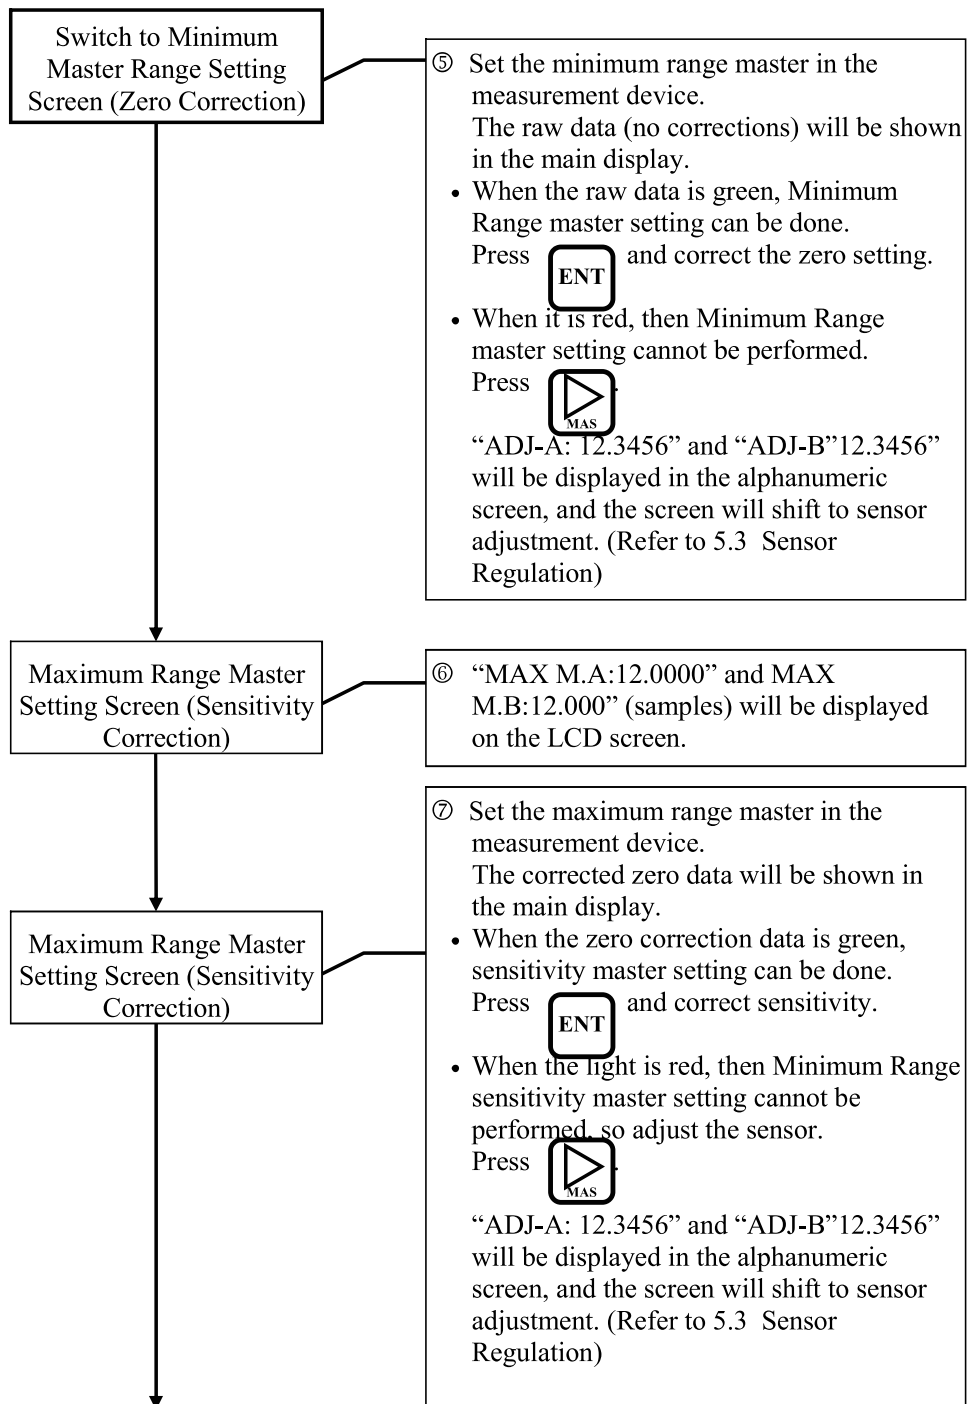 Switch to Minimum
Master Range Setting
Screen (Zero Correction)
⑤ Set the minimum range master in the
measurement device.
The raw data (no corrections) will be shown
in the main display.
• When the raw data is green, Minimum
Range master setting can be done.
Press ENT and correct the zero setting.
• When it is red, then Minimum Range
master setting cannot be performed.
Press MAS.
“ADJ-A: 12.3456” and “ADJ-B”12.3456”
will be displayed in the alphanumeric
screen, and the screen will shift to sensor
adjustment. (Refer to 5.3 Sensor
Regulation)
Maximum Range Master
Setting Screen (Sensitivity
Correction)
⑥ “MAX M.A:12.0000” and MAX
M.B:12.000” (samples) will be displayed
on the LCD screen.
⑦ Set the maximum range master in the
measurement device.
The corrected zero data will be shown in
the main display.
• When the zero correction data is green,
sensitivity master setting can be done.
Press ENT and correct sensitivity.
• When the light is red, then Minimum Range
sensitivity master setting cannot be
performed, so adjust the sensor.
Press MAS.
“ADJ-A: 12.3456” and “ADJ-B”12.3456”
will be displayed in the alphanumeric
screen, and the screen will shift to sensor
adjustment. (Refer to 5.3 Sensor
Regulation)
Maximum Range Master
Setting Screen (Sensitivity
Correction)